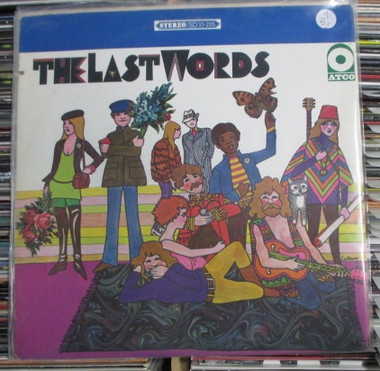 STEREO
THE LAST WORDS
ATCO